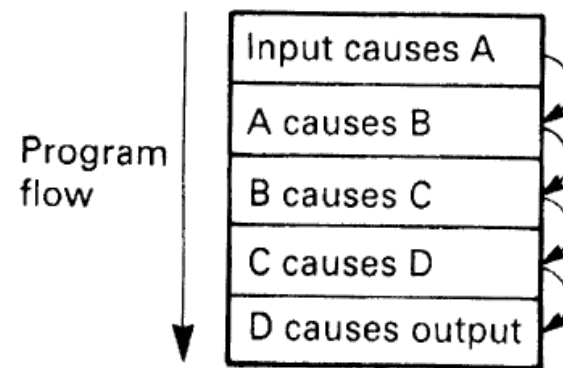 Program
flow
Input causes A
A causes B
B causes C
C causes D
D causes output